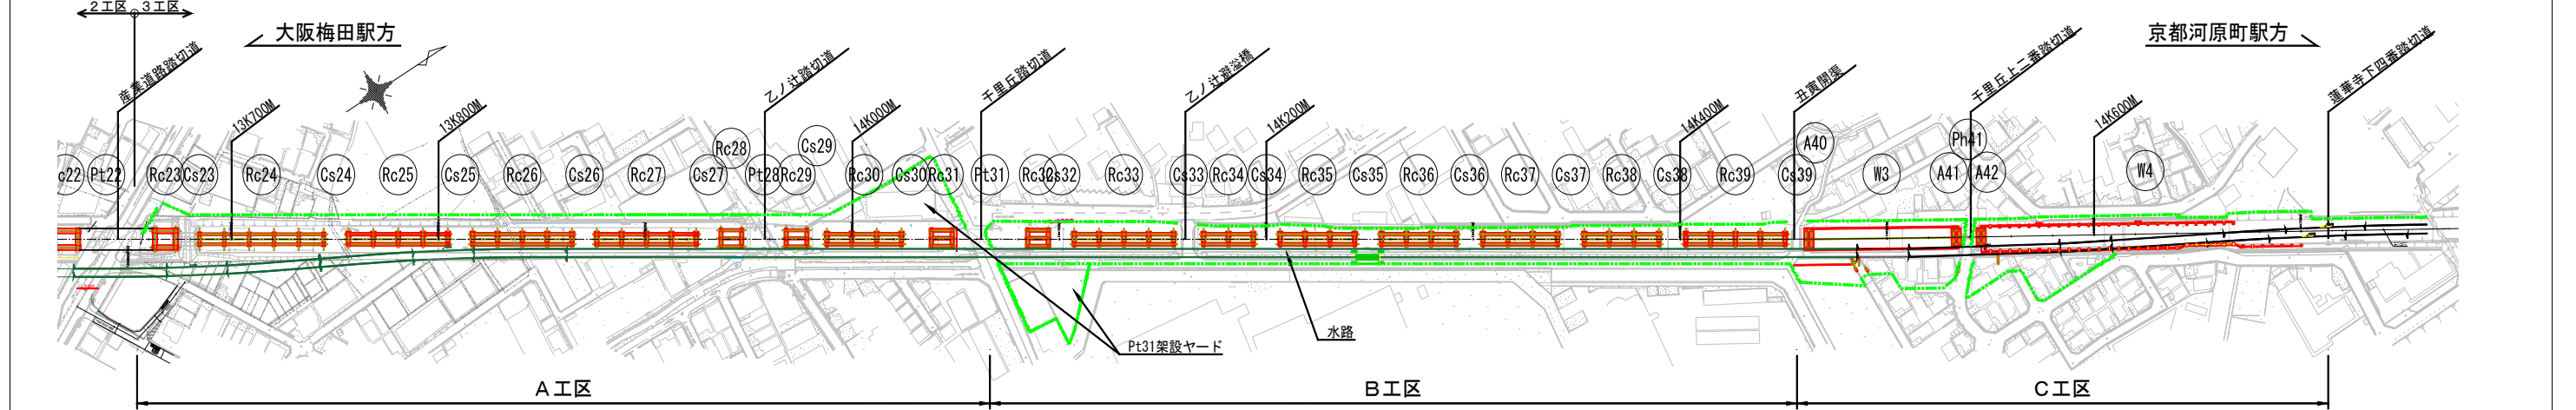 2工区 3工区
大阪梅田駅方
京都河原町駅方
産業道路踏切道
13K700M
13K800M
乙ノ辻踏切道
14K000M
千里丘踏切道
乙ノ辻避溢橋
14K200M
14K400M
丑寅開渠
千里丘上二番踏切道
14K600M
蓮華寺下四番踏切道
Rc28
Cs29
A40
Ph41
c22 Pt22 Rc23 Cs23 Rc24 Cs24 Rc25 Cs25 Rc26 Cs26 Rc27 Cs27 Pt28 Rc29 Rc30 Cs30 Rc31 Pt31 Rc32 Cs32 Rc33 Cs33 Rc34 Cs34 Rc35 Cs35 Rc36 Cs36 Rc37 Cs37 Rc38 Cs38 Rc39 Cs39 W3 A41 A42 W4
水路
Pt31架設ヤード
A工区 B工区 C工区